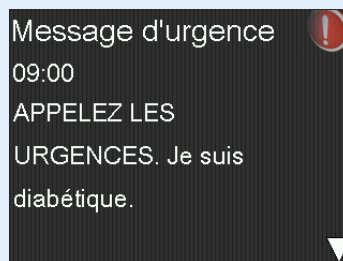 Message d'urgence
09:00
APPELEZ LES
URGENCES. Je suis
diabétique.